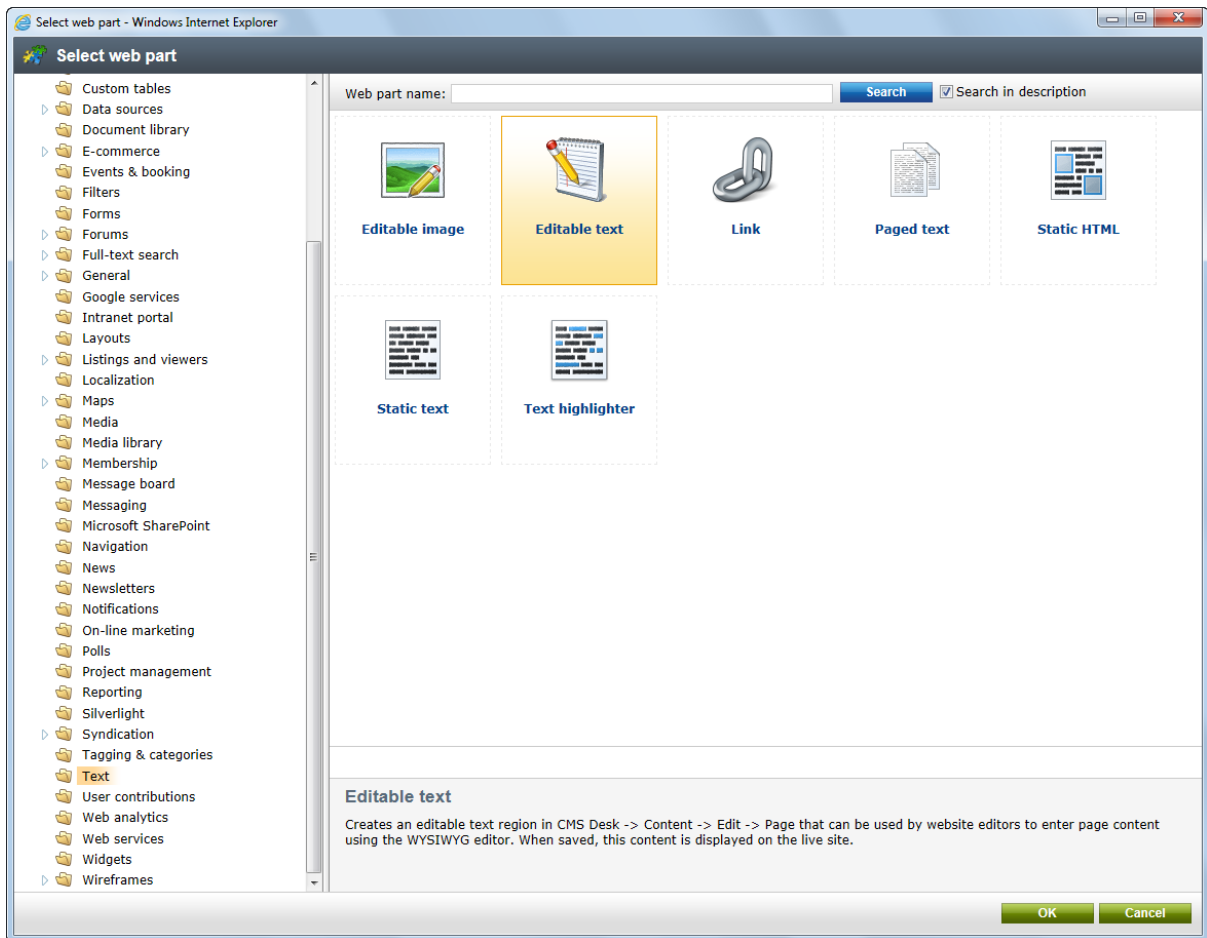 Select web part - Windows Internet Explorer
Select web part
Custom tables
Data sources
Document library
E-commerce
Events & booking
Filters
Forms
Forums
Full-text search
General
Google services
Intranet portal
Layouts
Listings and viewers
Localization
Maps
Media
Media library
Membership
Message board
Messaging
Microsoft SharePoint
Navigation
News
Newsletters
Notifications
On-line marketing
Polls
Project management
Reporting
Silverlight
Syndication
Tagging & categories
Text
User contributions
Web analytics
Web services
Widgets
Wireframes
Web part name: Search Search in description
Editable image Editable text Link Paged text Static HTML
Static text Text highlighter
Editable text
Creates an editable text region in CMS Desk -> Content -> Edit -> Page that can be used by website editors to enter page content
using the WYSIWYG editor. When saved, this content is displayed on the live site.
OK Cancel